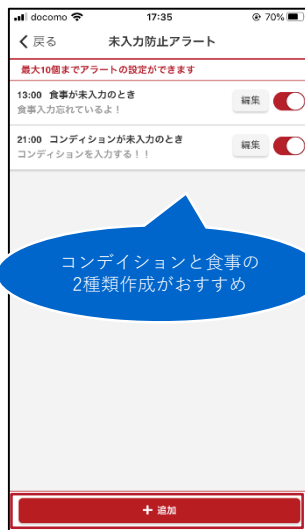 docomo 17:35 70%
戻る 未入力防止アラート
最大10個までアラートの設定ができます
13:00 食事が未入力のとき
食事入力忘れているよ！
編集
21:00 コンディションが未入力のとき
コンディションを入力する！！
編集
コンデイションと食事の
2種類作成がおすすめ
+ 追加